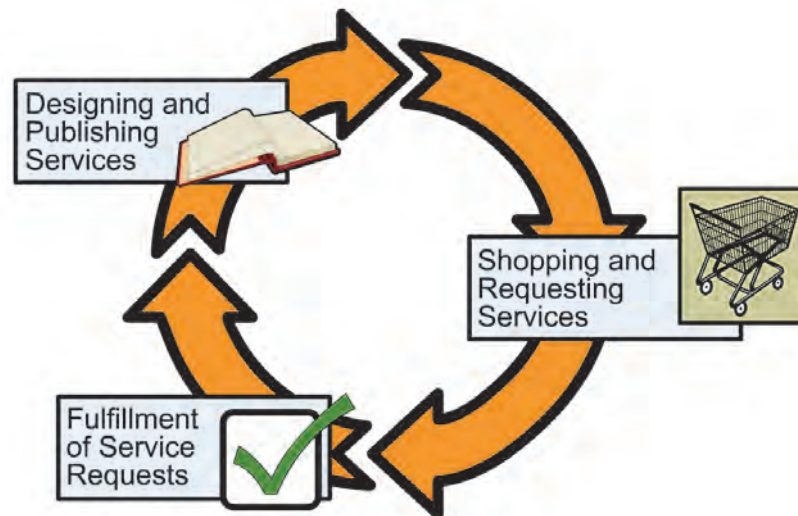 Designing and
Publishing
Services
Shopping and
Requesting
Services
Fulfillment
of Service
Requests